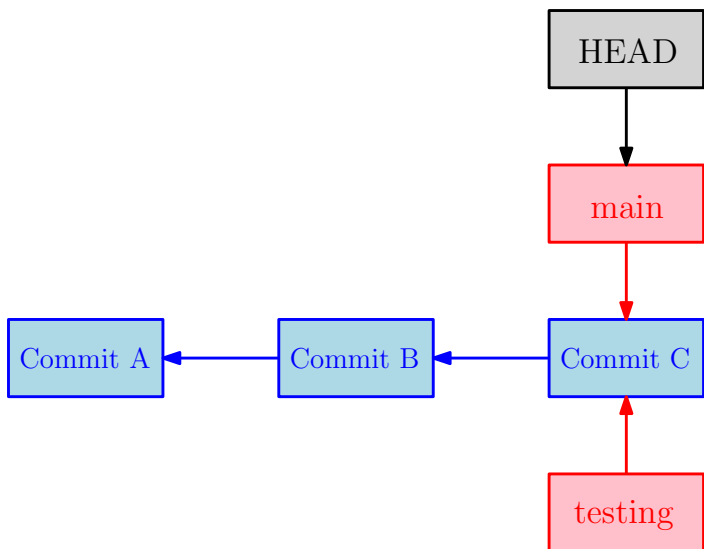 HEAD
main
Commit A
Commit B
Commit C
testing